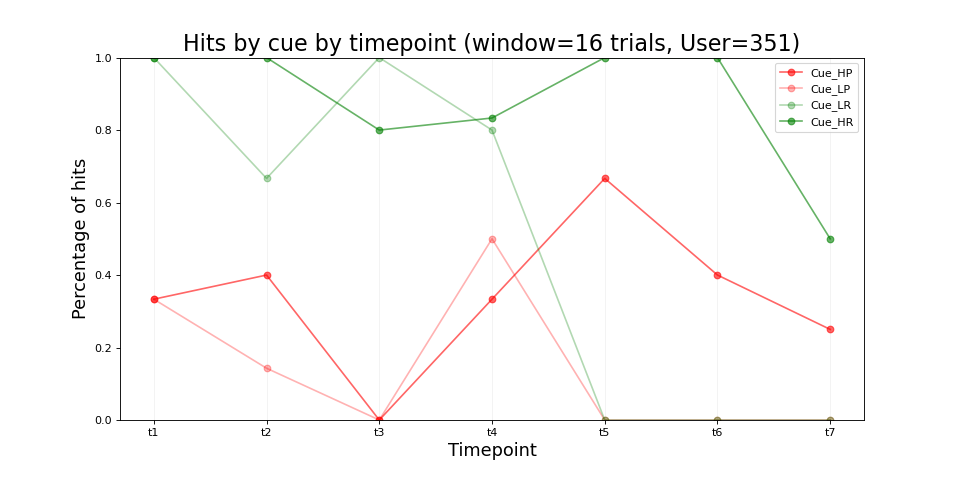 Hits by cue by timepoint (window=16 trials, User=351)
Percentage of hits
1.0
0.8
0.6
0.4
0.2
0.0
Cue_HP
Cue_LP
Cue_LR
Cue_HR
t1 t2 t3 t4 t5 t6 t7
Timepoint